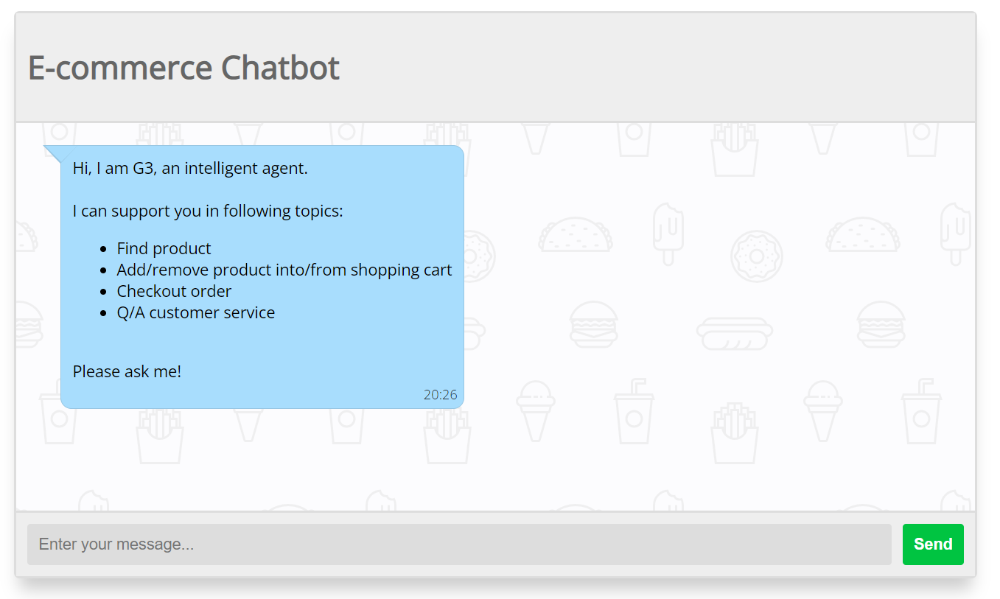 E-commerce Chatbot
Hi, I am G3, an intelligent agent.
I can support you in following topics:
Find product
Add/remove product into/from shopping cart
Checkout order
Q/A customer service
Please ask me!
20:26
Enter your message...
Send